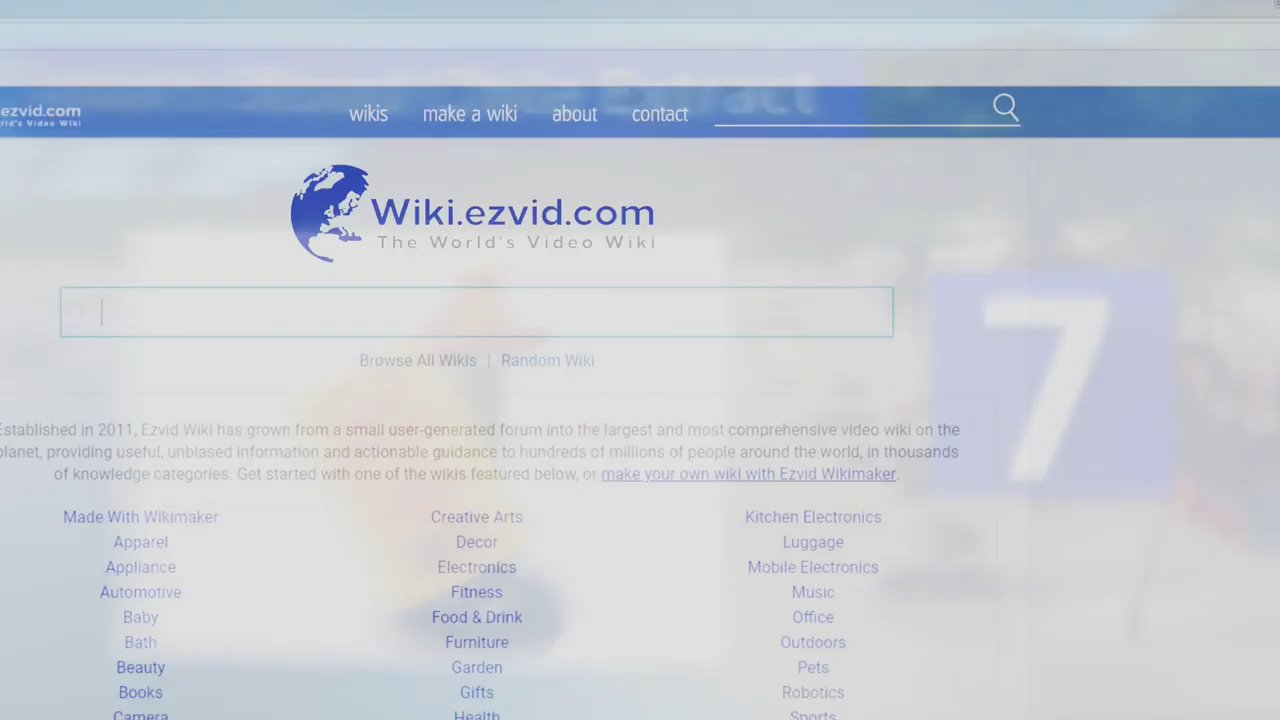 Extract
ezvid.com
wikis make a wiki about contact
rld's Video Wiki
Wiki.ezvid.com
The World's Video Wiki
7
Browse All Wikis | Random Wiki
Established in 2011, Ezvid Wiki has grown from a small user-generated forum into the largest and most comprehensive video wiki on the
planet, providing useful, unbiased information and actionable guidance to hundreds of millions of people around the world, in thousands
of knowledge categories. Get started with one of the wikis featured below, or make your own wiki with Ezvid Wikimaker.
Made With Wikimaker Creative Arts Kitchen Electronics
Apparel Decor Luggage
Appliance Electronics Mobile Electronics
Automotive Fitness Music
Baby Food & Drink Office
Bath Furniture Outdoors
Beauty Garden Pets
Books Gifts Robotics
Camera Health Sports